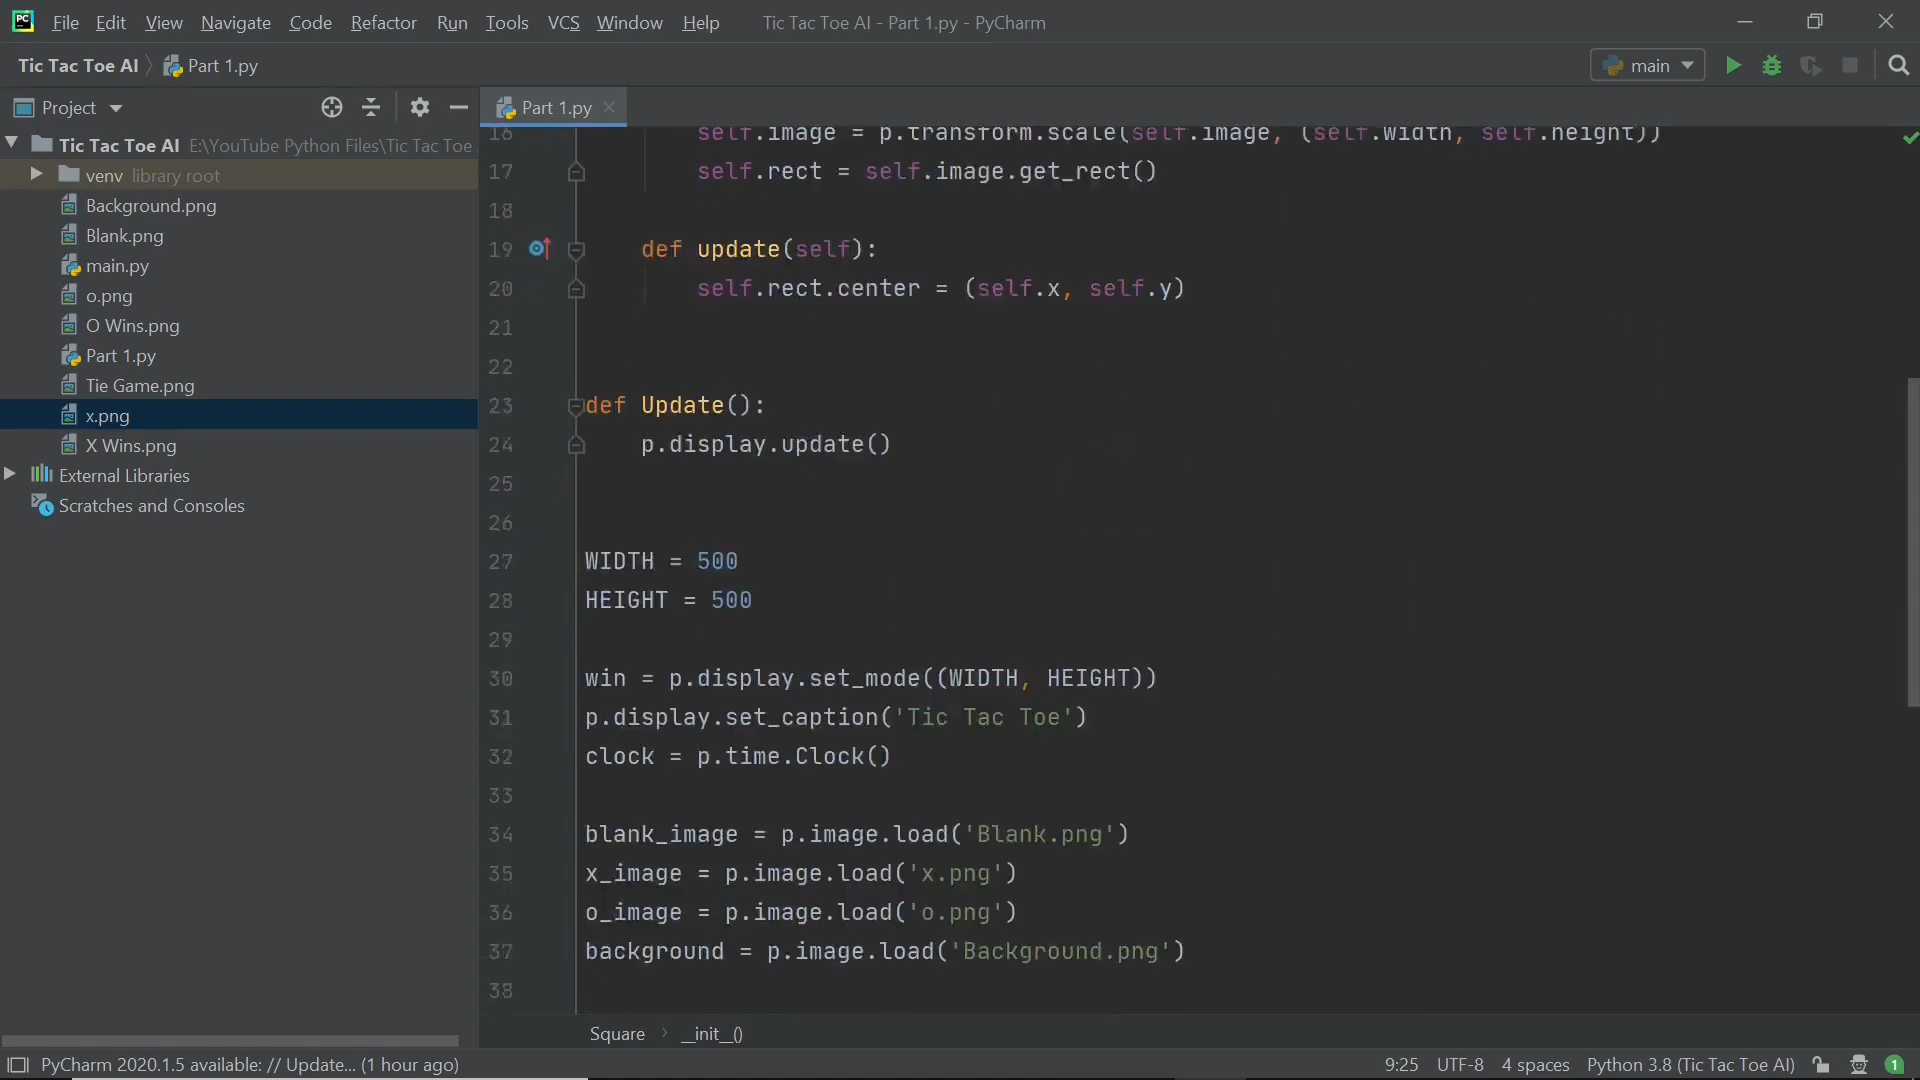 PC File Edit View Navigate Code Refactor Run Tools VCS Window Help Tic Tac Toe AI - Part 1.py - PyCharm
Tic Tac Toe AI Part 1.py main
Project Part 1.py
Tic Tac Toe AI E:\YouTube Python Files\Tic Tac Toe
venv library root
Background.png
Blank.png
main.py
o.png
O Wins.png
Part 1.py
Tie Game.png
x.png
X Wins.png
External Libraries
Scratches and Consoles
16 self.image = p.transform.scale(self.image, (self.width, self.height))
17 self.rect = self.image.get_rect()
18
19 def update(self):
20 self.rect.center = (self.x, self.y)
21
22
23 def Update():
24 p.display.update()
25
26
27 WIDTH = 500
28 HEIGHT = 500
29
30 win = p.display.set_mode((WIDTH, HEIGHT))
31 p.display.set_caption('Tic Tac Toe')
32 clock = p.time.Clock()
33
34 blank_image = p.image.load('Blank.png')
35 x_image = p.image.load('x.png')
36 o_image = p.image.load('o.png')
37 background = p.image.load('Background.png')
38
Square __init__()
PyCharm 2020.1.5 available: // Update... (1 hour ago) 9:25 UTF-8 4 spaces Python 3.8 (Tic Tac Toe AI) 1